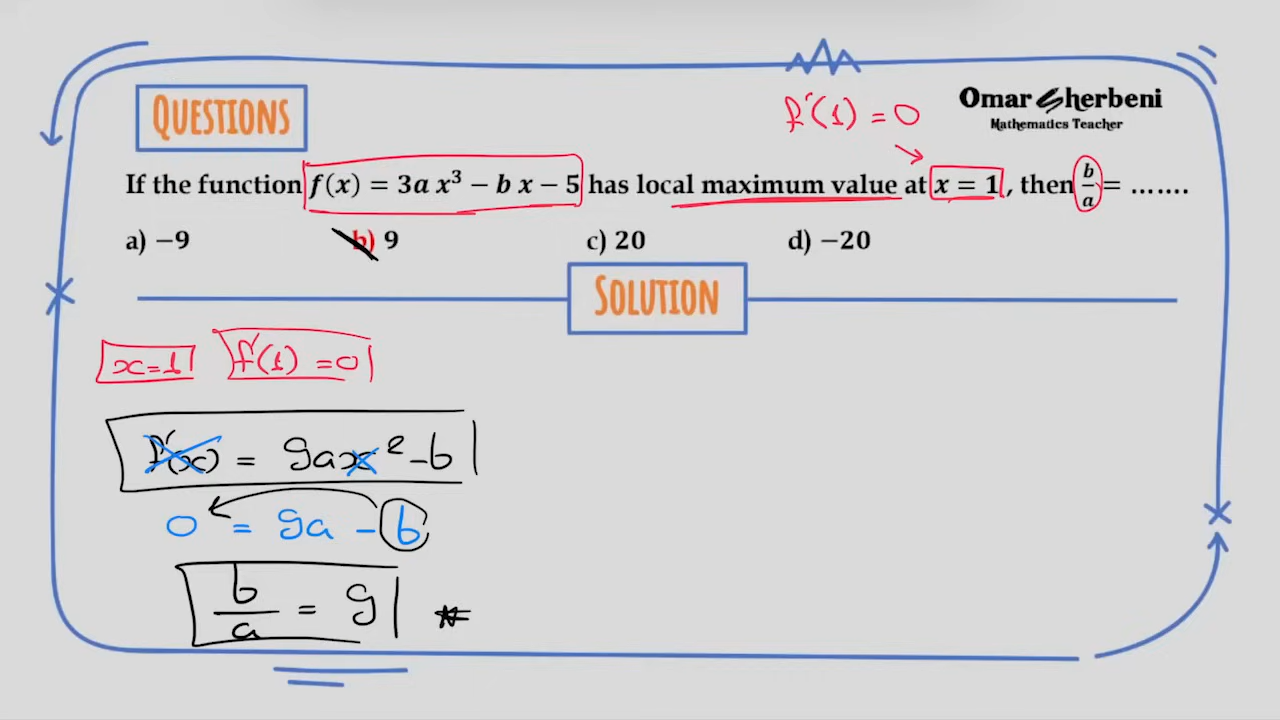 QUESTIONS
f'(1) = 0
Omar Sherbeni
Mathematics Teacher
If the function f(x) = 3a x³ − b x − 5 has local maximum value at x = 1 , then b/a = .......
a) −9 b) 9 c) 20 d) −20
SOLUTION
x=1 f'(1) = 0
f'(x) = 9ax² − b
0 = 9a − b
b/a = 9